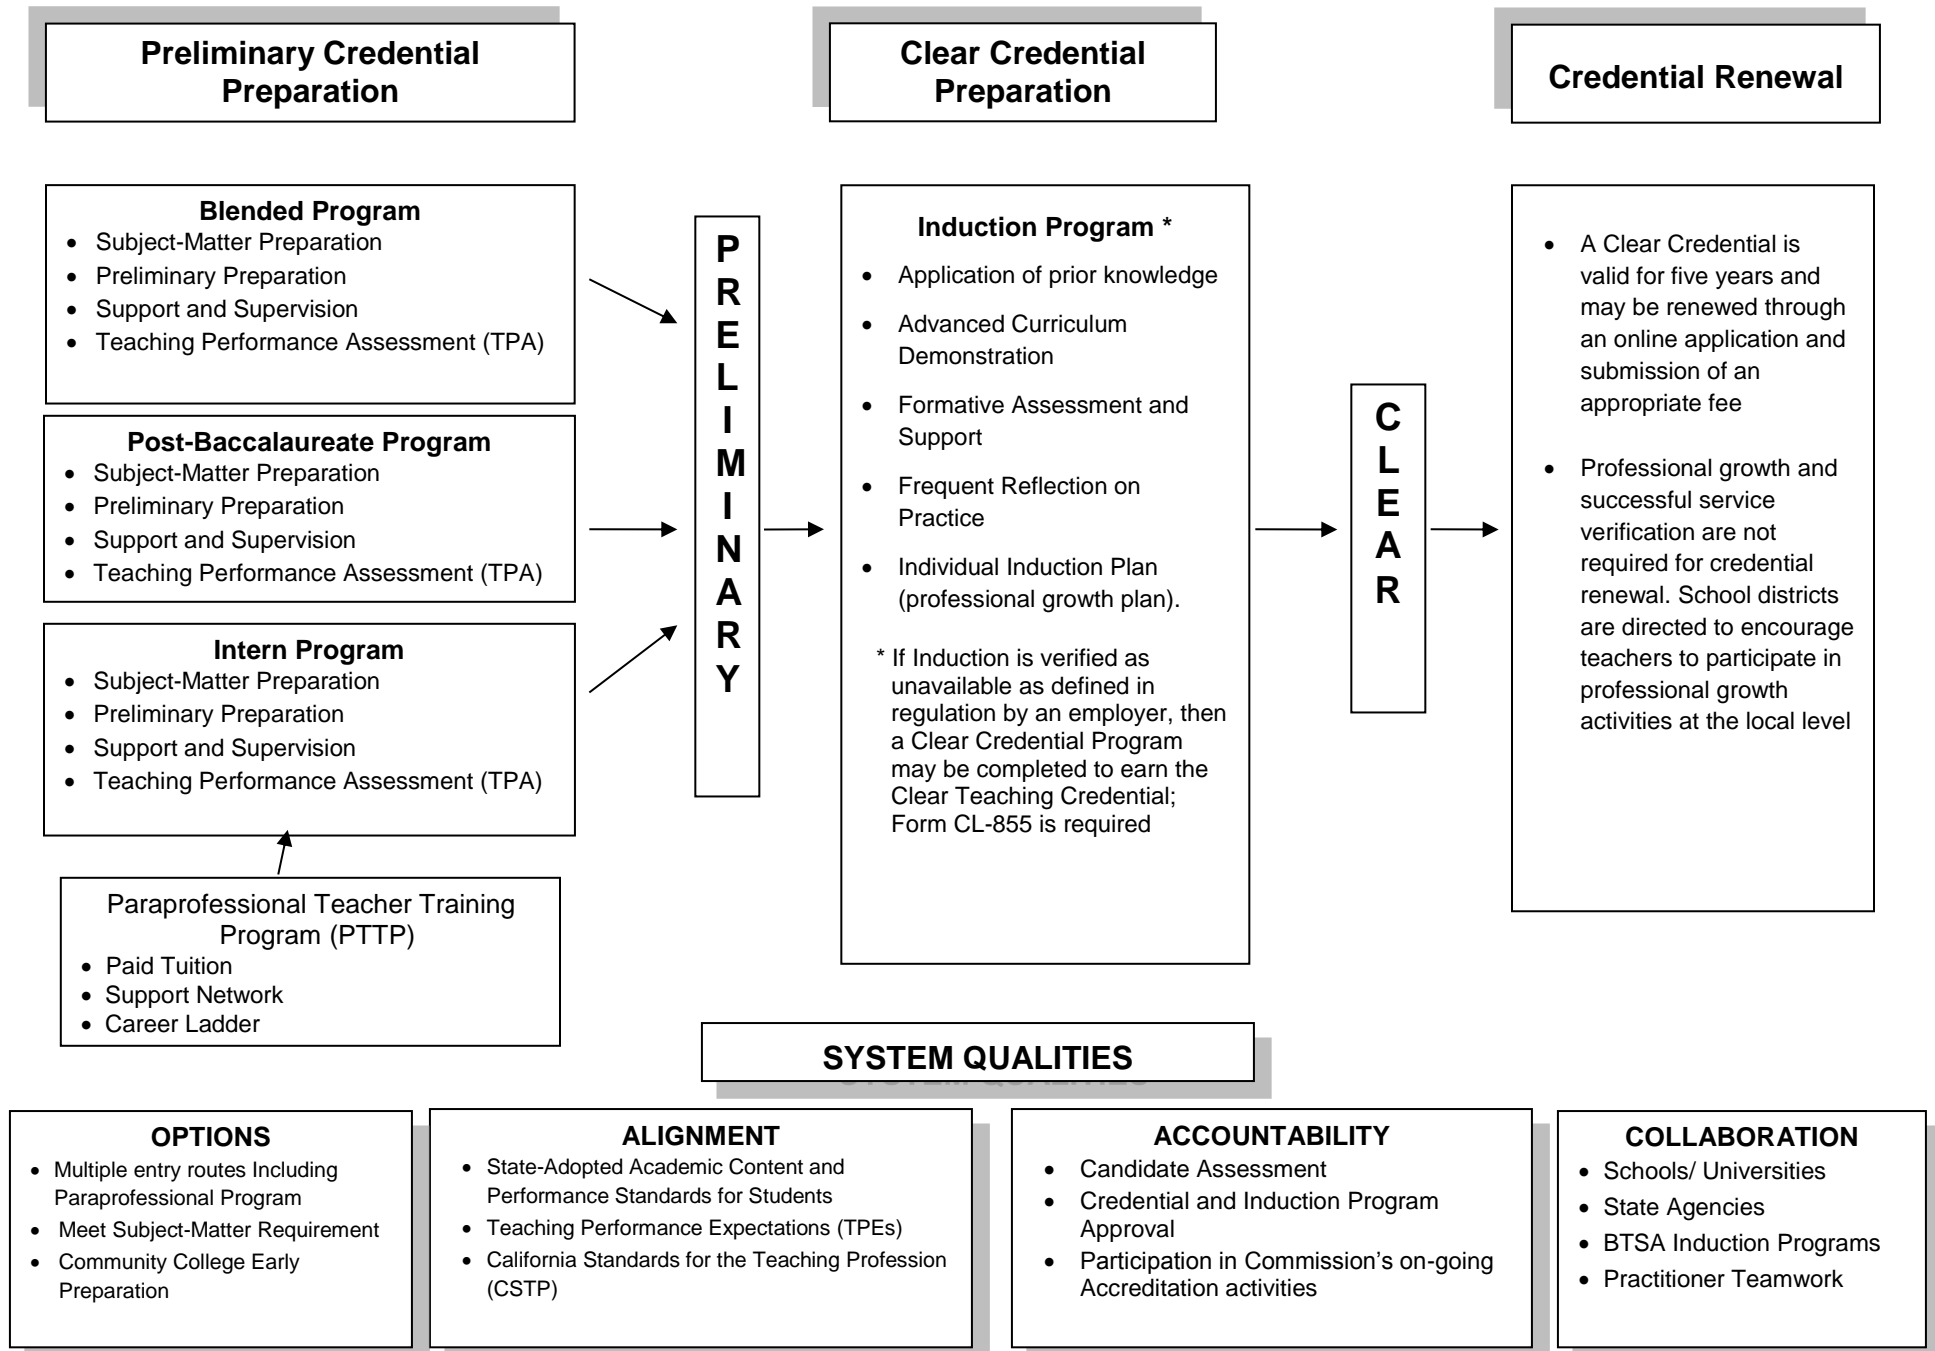 Preliminary Credential
Preparation
Clear Credential
Preparation
Credential Renewal
Blended Program
• Subject-Matter Preparation
• Preliminary Preparation
• Support and Supervision
• Teaching Performance Assessment (TPA)
Post-Baccalaureate Program
• Subject-Matter Preparation
• Preliminary Preparation
• Support and Supervision
• Teaching Performance Assessment (TPA)
Intern Program
• Subject-Matter Preparation
• Preliminary Preparation
• Support and Supervision
• Teaching Performance Assessment (TPA)
Paraprofessional Teacher Training
Program (PTTP)
• Paid Tuition
• Support Network
• Career Ladder
P
R
E
L
I
M
I
N
A
R
Y
Induction Program *
• Application of prior knowledge
• Advanced Curriculum
Demonstration
• Formative Assessment and
Support
• Frequent Reflection on
Practice
• Individual Induction Plan
(professional growth plan).
* If Induction is verified as
unavailable as defined in
regulation by an employer, then
a Clear Credential Program
may be completed to earn the
Clear Teaching Credential;
Form CL-855 is required
C
L
E
A
R
• A Clear Credential is
valid for five years and
may be renewed through
an online application and
submission of an
appropriate fee
• Professional growth and
successful service
verification are not
required for credential
renewal. School districts
are directed to encourage
teachers to participate in
professional growth
activities at the local level
SYSTEM QUALITIES
OPTIONS
• Multiple entry routes Including
Paraprofessional Program
• Meet Subject-Matter Requirement
• Community College Early
Preparation
ALIGNMENT
• State-Adopted Academic Content and
Performance Standards for Students
• Teaching Performance Expectations (TPEs)
• California Standards for the Teaching Profession
(CSTP)
ACCOUNTABILITY
• Candidate Assessment
• Credential and Induction Program
Approval
• Participation in Commission's on-going
Accreditation activities
COLLABORATION
• Schools/ Universities
• State Agencies
• BTSA Induction Programs
• Practitioner Teamwork